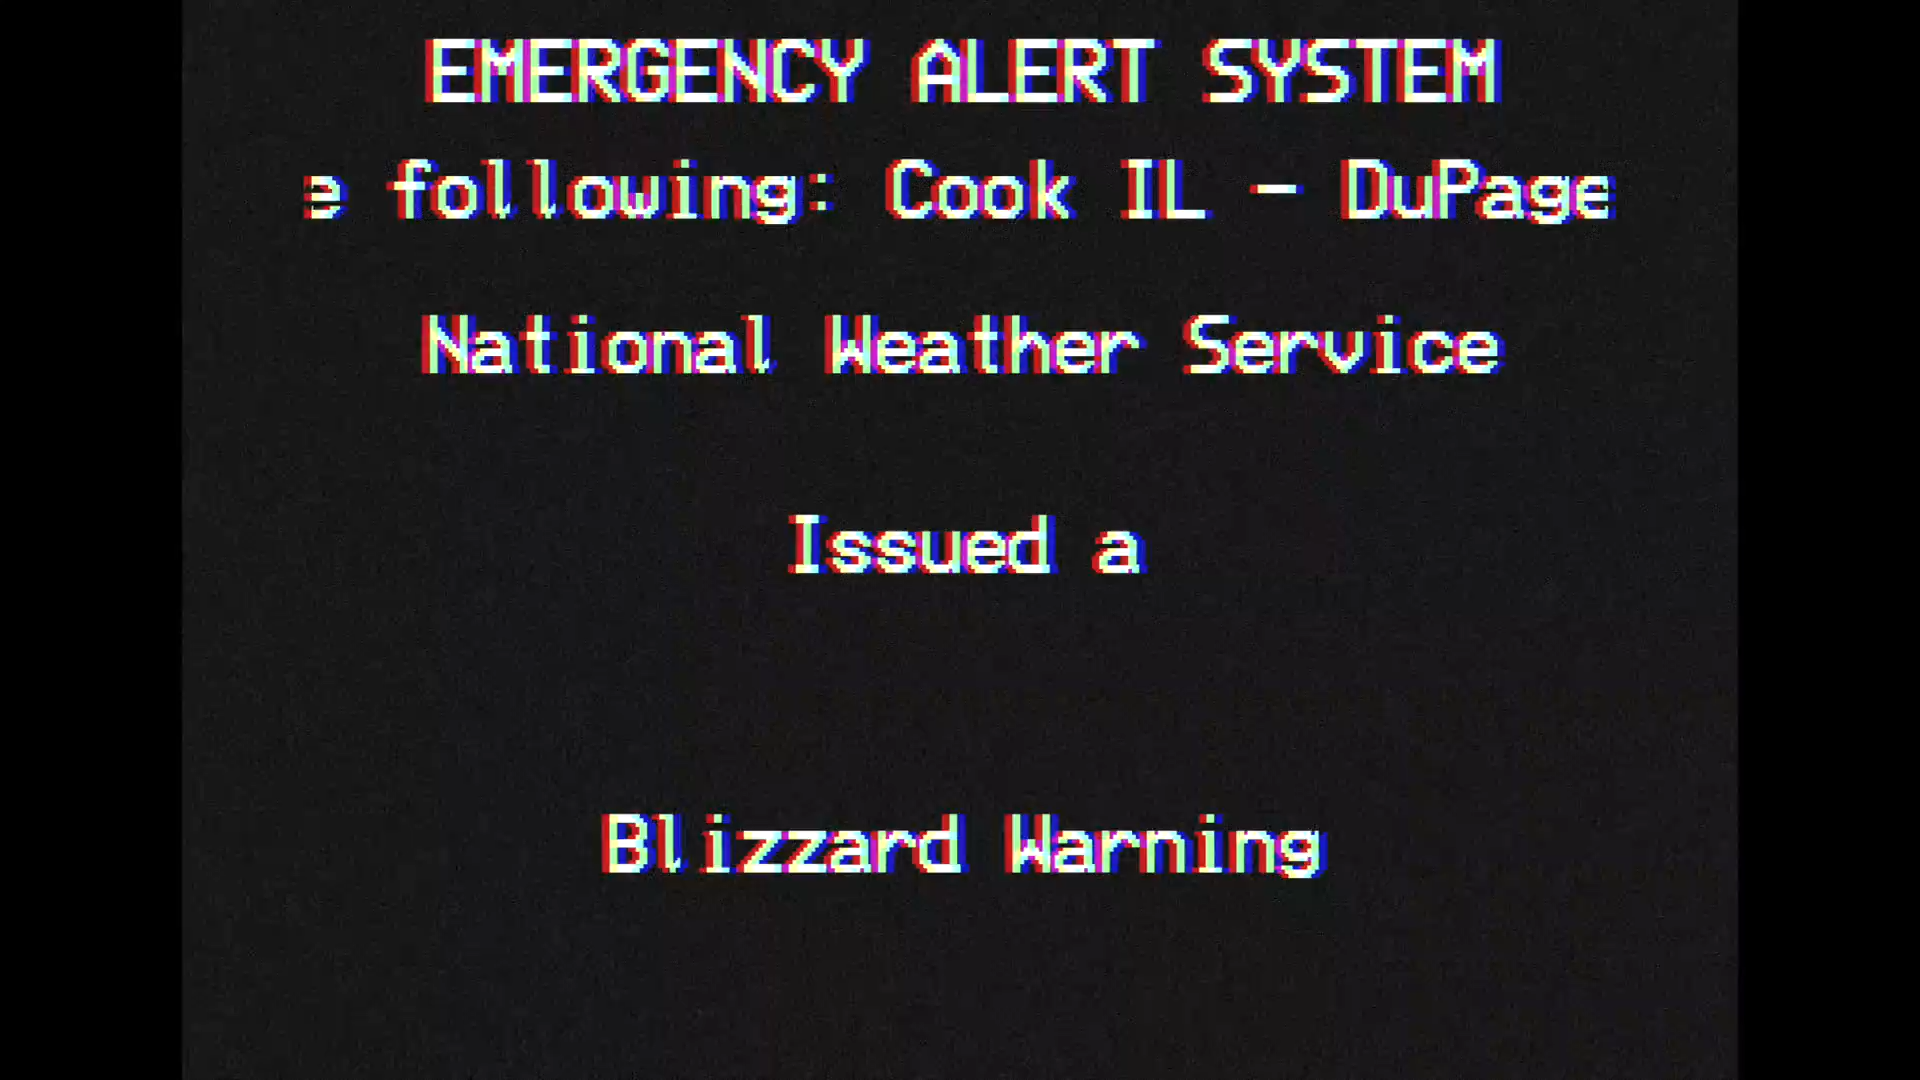 EMERGENCY ALERT SYSTEM
e following: Cook IL - DuPage
National Weather Service
Issued a
Blizzard Warning